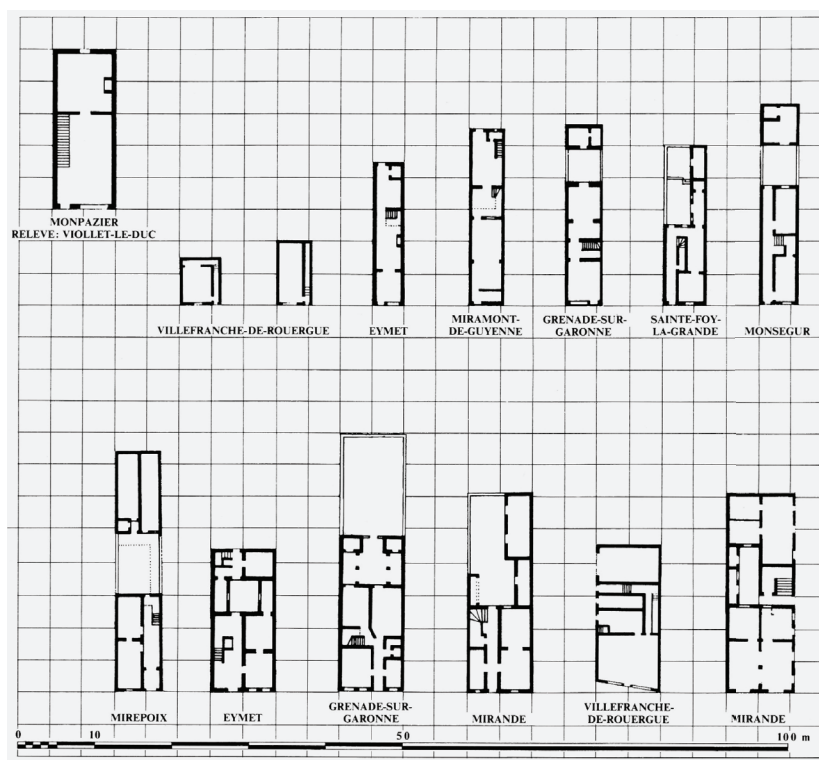 MONPAZIER
RELEVE: VIOLLET-LE-DUC
VILLEFRANCHE-DE-ROUERGUE
EYMET
MIRAMONT-
DE-GUYENNE
GRENADE-SUR-
GARONNE
SAINTE-FOY-
LA-GRANDE
MONSEGUR
MIREPOIX
EYMET
GRENADE-SUR-
GARONNE
MIRANDE
VILLEFRANCHE-
DE-ROUERGUE
MIRANDE
0 10 50 100 m